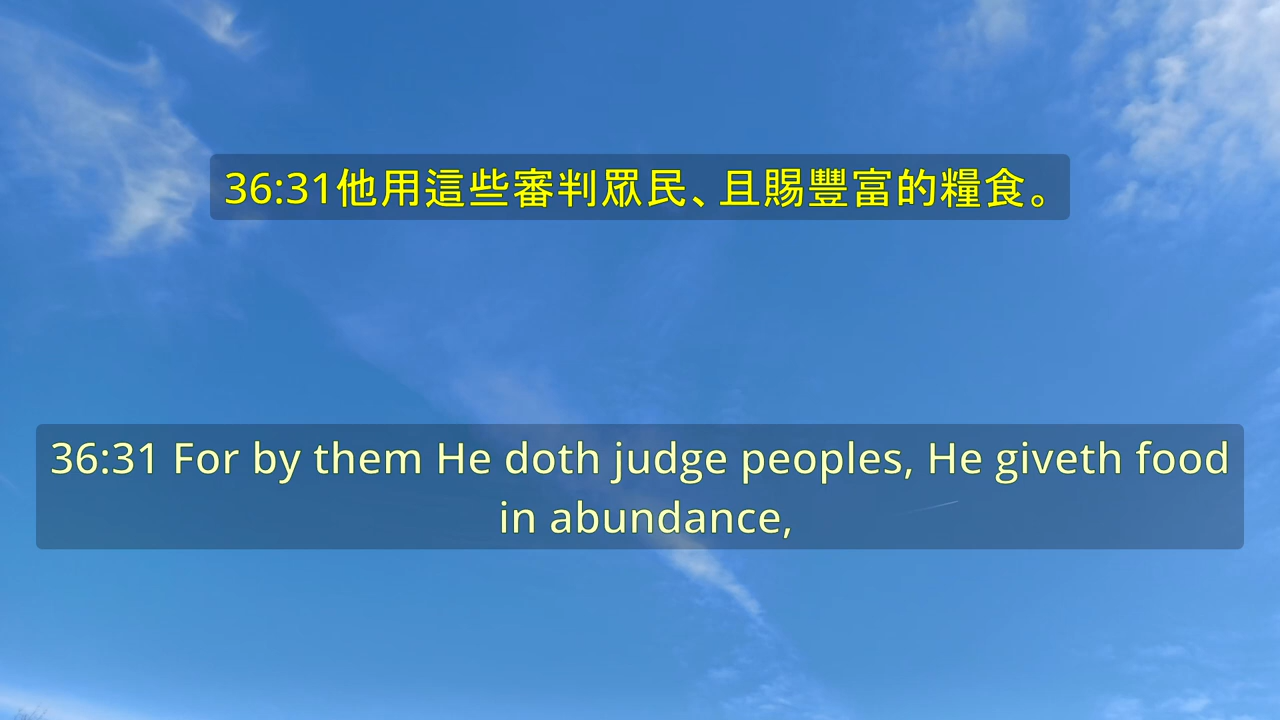 36:31他用這些審判眾民、且賜豐富的糧食。
36:31 For by them He doth judge peoples, He giveth food
in abundance,